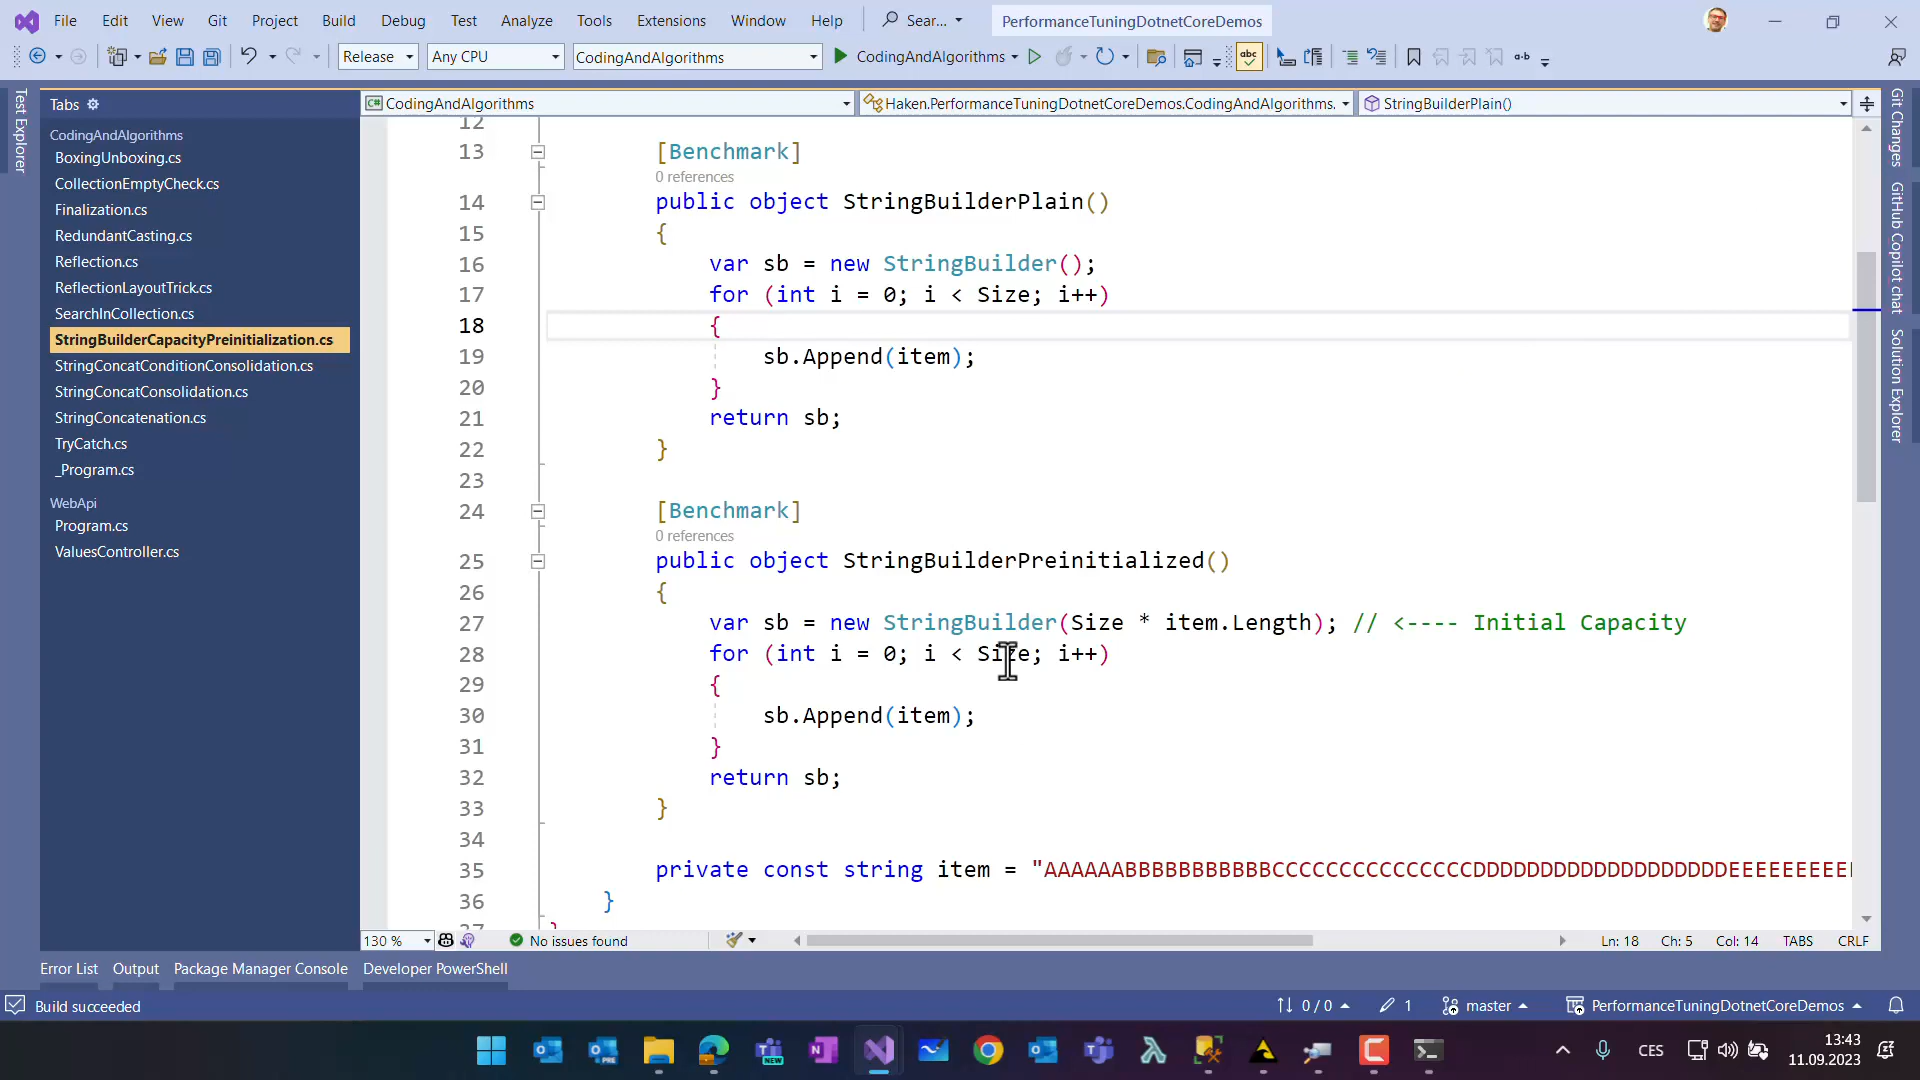 File Edit View Git Project Build Debug Test Analyze Tools Extensions Window Help Sear... PerformanceTuningDotnetCoreDemos
Release Any CPU CodingAndAlgorithms CodingAndAlgorithms
Test Explorer
Tabs
CodingAndAlgorithms
BoxingUnboxing.cs
CollectionEmptyCheck.cs
Finalization.cs
RedundantCasting.cs
Reflection.cs
ReflectionLayoutTrick.cs
SearchInCollection.cs
StringBuilderCapacityPreinitialization.cs
StringConcatConditionConsolidation.cs
StringConcatConsolidation.cs
StringConcatenation.cs
TryCatch.cs
_Program.cs
WebApi
Program.cs
ValuesController.cs
CodingAndAlgorithms Haken.PerformanceTuningDotnetCoreDemos.CodingAndAlgorithms. StringBuilderPlain()
12
13 [Benchmark]
0 references
14 public object StringBuilderPlain()
15 {
16 var sb = new StringBuilder();
17 for (int i = 0; i < Size; i++)
18 {
19 sb.Append(item);
20 }
21 return sb;
22 }
23
24 [Benchmark]
0 references
25 public object StringBuilderPreinitialized()
26 {
27 var sb = new StringBuilder(Size * item.Length); // <---- Initial Capacity
28 for (int i = 0; i < Size; i++)
29 {
30 sb.Append(item);
31 }
32 return sb;
33 }
34
35 private const string item = "AAAAAABBBBBBBBBBBCCCCCCCCCCCCCCCDDDDDDDDDDDDDDDDDDDEEEEEEEEE
36 }
37 }
Git Changes
GitHub Copilot chat
Solution Explorer
130 % No issues found Ln: 18 Ch: 5 Col: 14 TABS CRLF
Error List Output Package Manager Console Developer PowerShell
Build succeeded 0 / 0 1 master PerformanceTuningDotnetCoreDemos
CES 13:43
11.09.2023